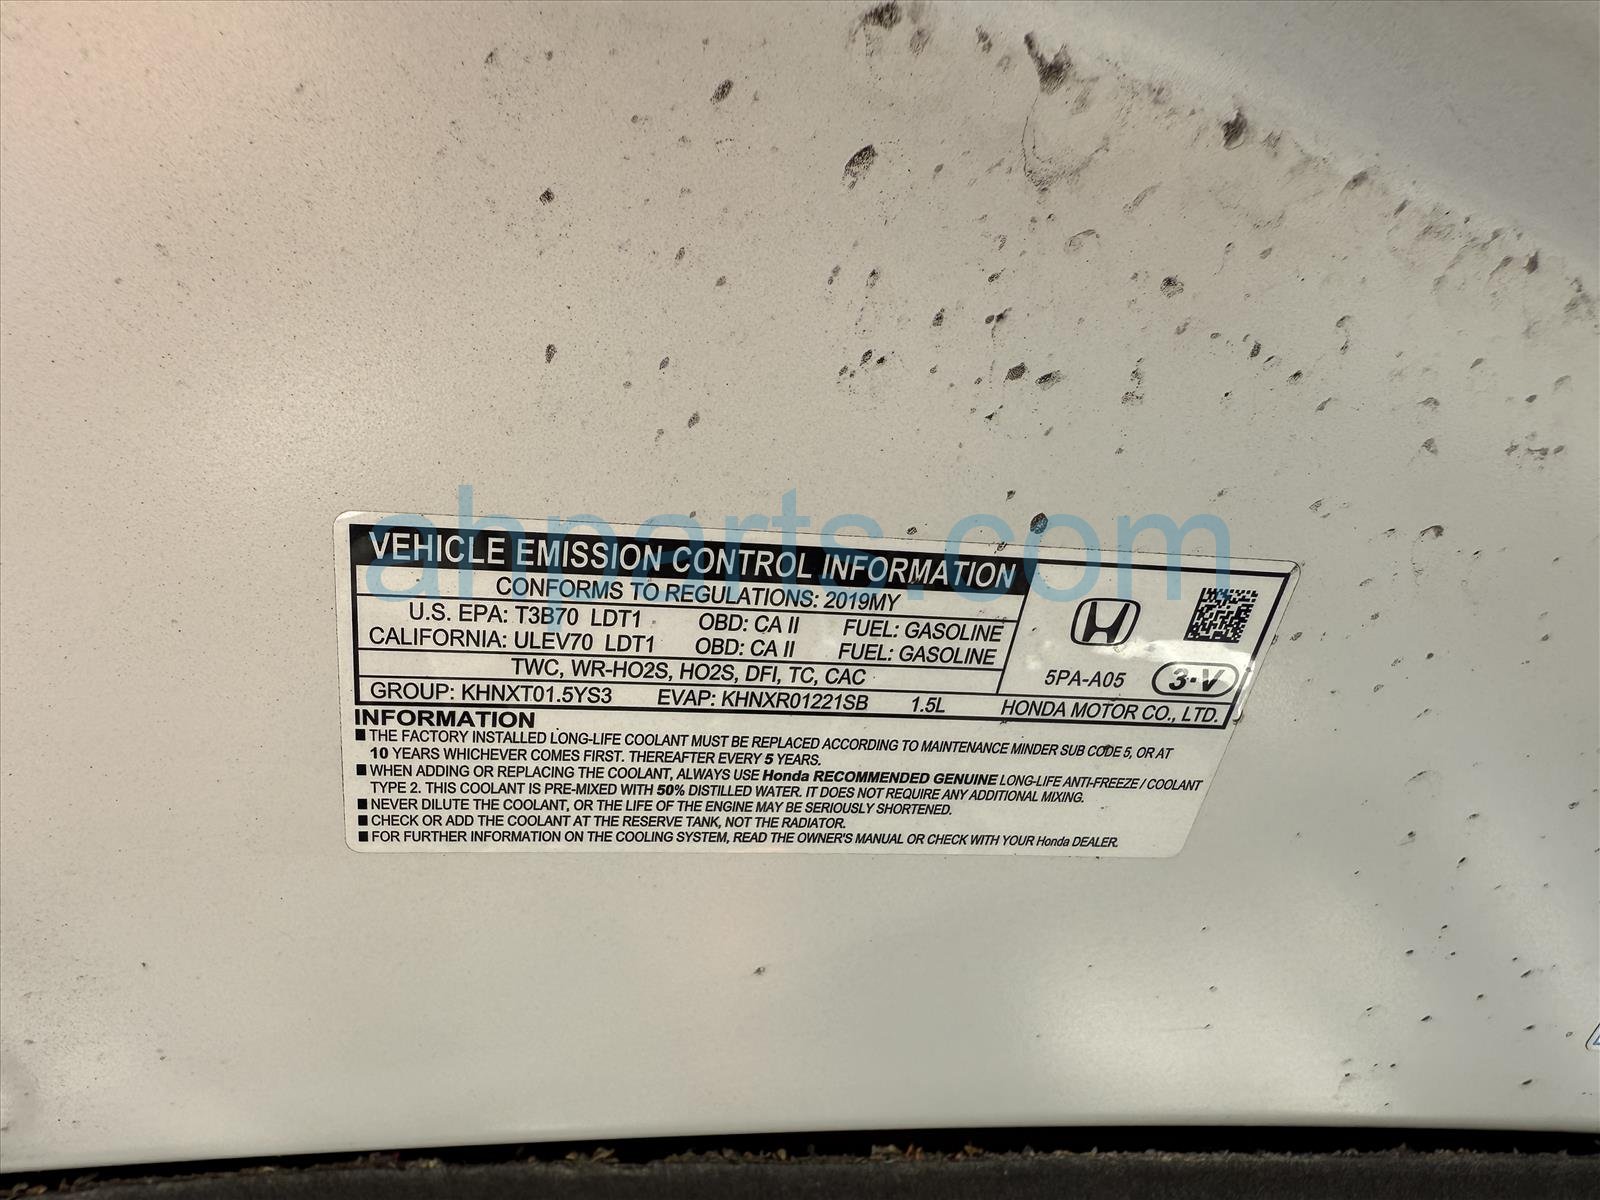 ahparts.com
VEHICLE EMISSION CONTROL INFORMATION
CONFORMS TO REGULATIONS: 2019MY
U.S. EPA: T3B70 LDT1 OBD: CA II FUEL: GASOLINE
CALIFORNIA: ULEV70 LDT1 OBD: CA II FUEL: GASOLINE
TWC, WR-HO2S, HO2S, DFI, TC, CAC
5PA-A05 3-V
GROUP: KHNXT01.5YS3 EVAP: KHNXR01221SB 1.5L HONDA MOTOR CO., LTD.
INFORMATION
■ THE FACTORY INSTALLED LONG-LIFE COOLANT MUST BE REPLACED ACCORDING TO MAINTENANCE MINDER SUB CODE 5, OR AT
10 YEARS WHICHEVER COMES FIRST. THEREAFTER EVERY 5 YEARS.
■ WHEN ADDING OR REPLACING THE COOLANT, ALWAYS USE Honda RECOMMENDED GENUINE LONG-LIFE ANTI-FREEZE / COOLANT
TYPE 2. THIS COOLANT IS PRE-MIXED WITH 50% DISTILLED WATER. IT DOES NOT REQUIRE ANY ADDITIONAL MIXING.
■ NEVER DILUTE THE COOLANT, OR THE LIFE OF THE ENGINE MAY BE SERIOUSLY SHORTENED.
■ CHECK OR ADD THE COOLANT AT THE RESERVE TANK, NOT THE RADIATOR.
■ FOR FURTHER INFORMATION ON THE COOLING SYSTEM, READ THE OWNER'S MANUAL OR CHECK WITH YOUR Honda DEALER.